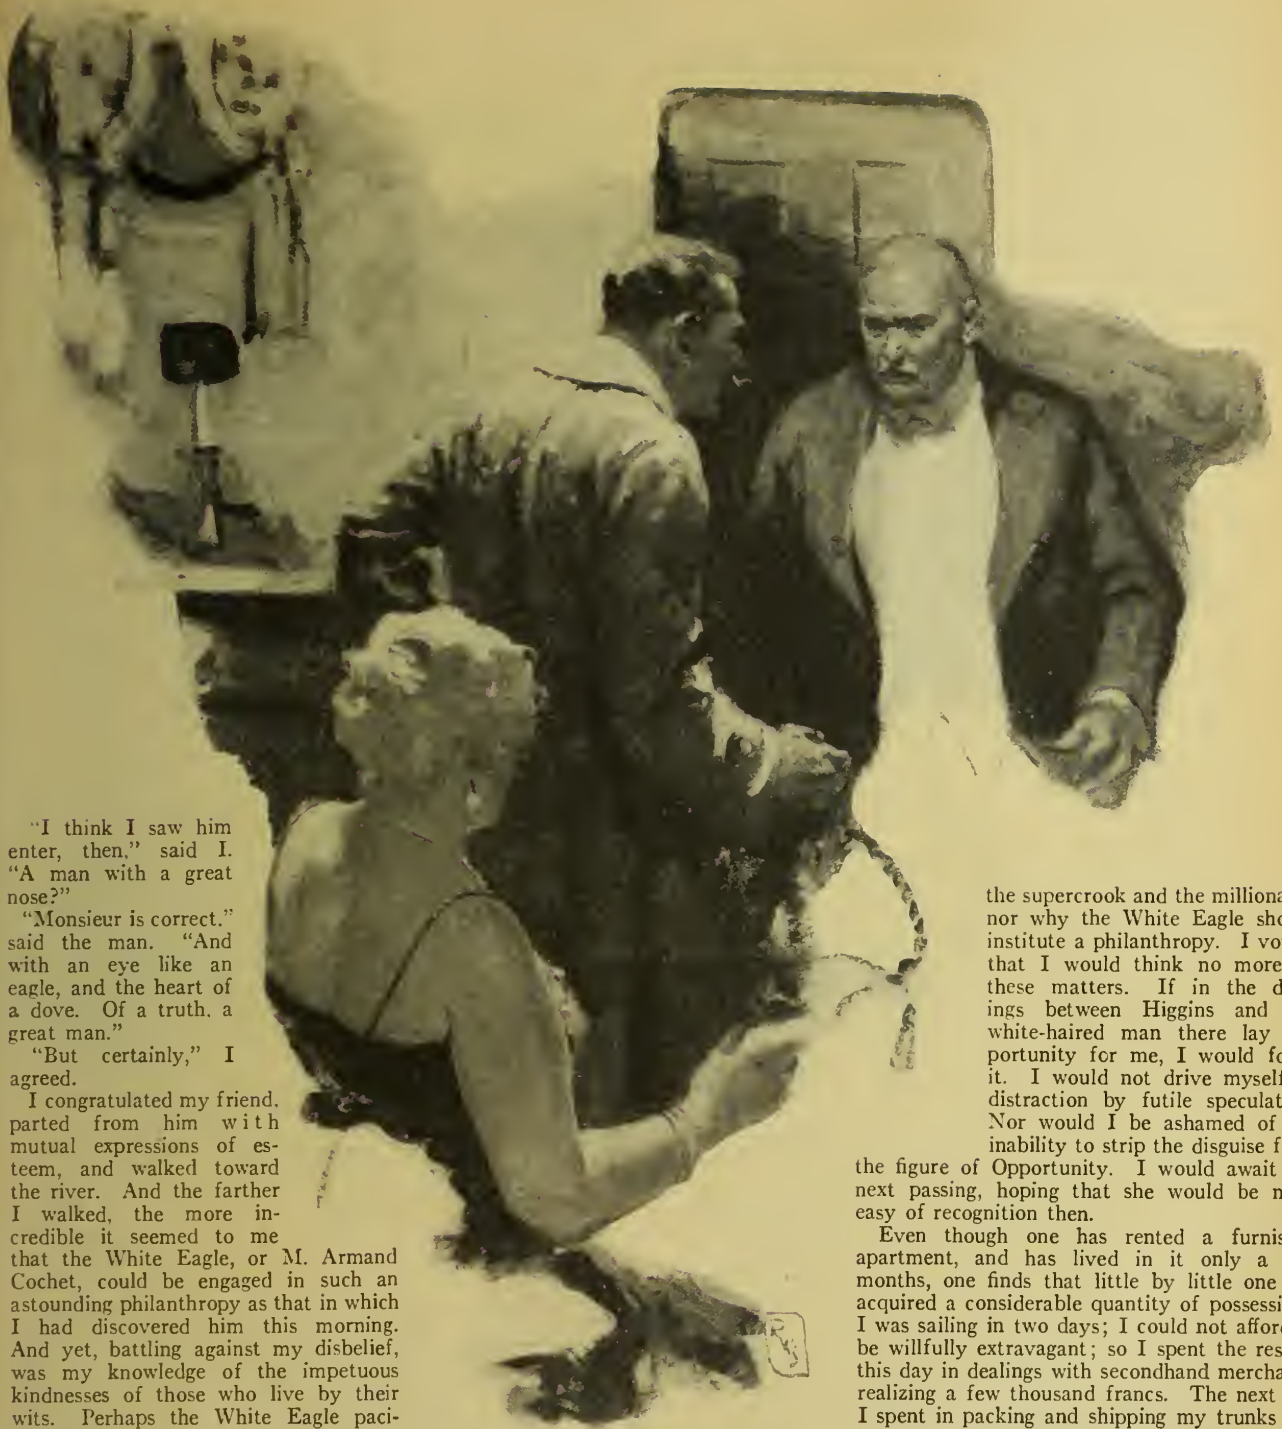 "I think I saw him
enter, then," said I.
"A man with a great
nose?"
"Monsieur is correct."
said the man. "And
with an eye like an
eagle, and the heart of
a dove. Of a truth, a
great man."
"But certainly," I
agreed.
I congratulated my friend,
parted from him with
mutual expressions of es-
teem, and walked toward
the river. And the farther
I walked, the more in-
credible it seemed to me
that the White Eagle, or M. Armand
Cochet, could be engaged in such an
astounding philanthropy as that in which
I had discovered him this morning.
And yet, battling against my disbelief,
was my knowledge of the impetuous
kindnesses of those who live by their
wits. Perhaps the White Eagle paci-
the supercrook and the milliona
nor why the White Eagle sho
institute a philanthropy. I vo
that I would think no more
these matters. If in the d
ings between Higgins and
white-haired man there lay
portunity for me, I would fo
it. I would not drive myself
distraction by futile speculat
Nor would I be ashamed of
inability to strip the disguise f
the figure of Opportunity. I would await
next passing, hoping that she would be m
easy of recognition then.
Even though one has rented a furnis
apartment, and has lived in it only a
months, one finds that little by little one
acquired a considerable quantity of possessi
I was sailing in two days; I could not affor
be willfully extravagant; so I spent the res
this day in dealings with secondhand mercha
realizing a few thousand francs. The next
I spent in packing and shipping my trunks